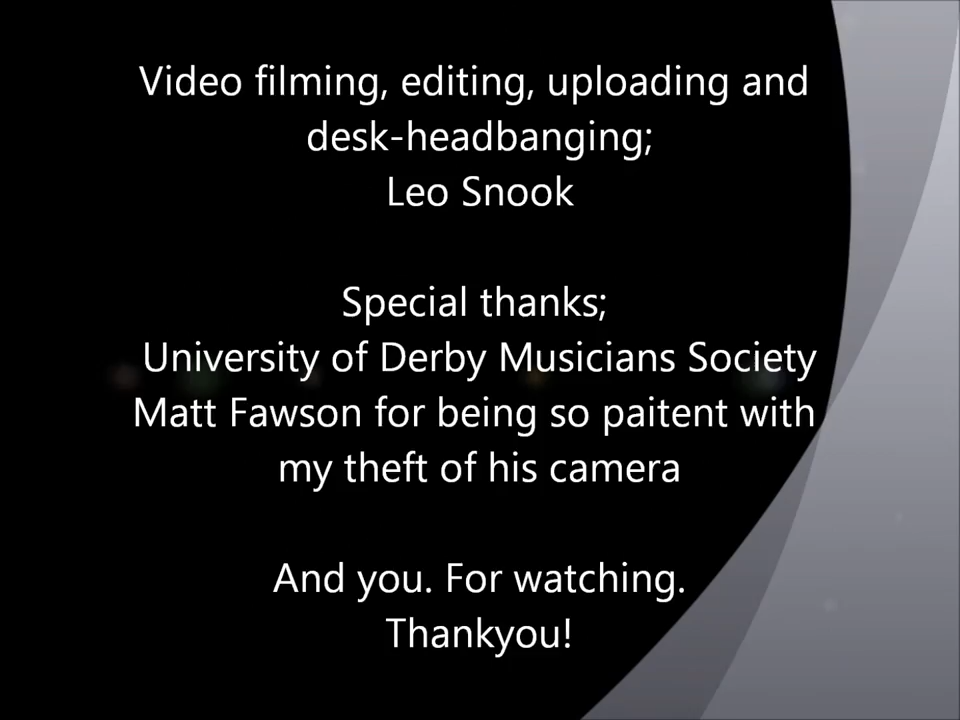 Video filming, editing, uploading and
desk-headbanging;
Leo Snook
Special thanks;
University of Derby Musicians Society
Matt Fawson for being so paitent with
my theft of his camera
And you. For watching.
Thankyou!